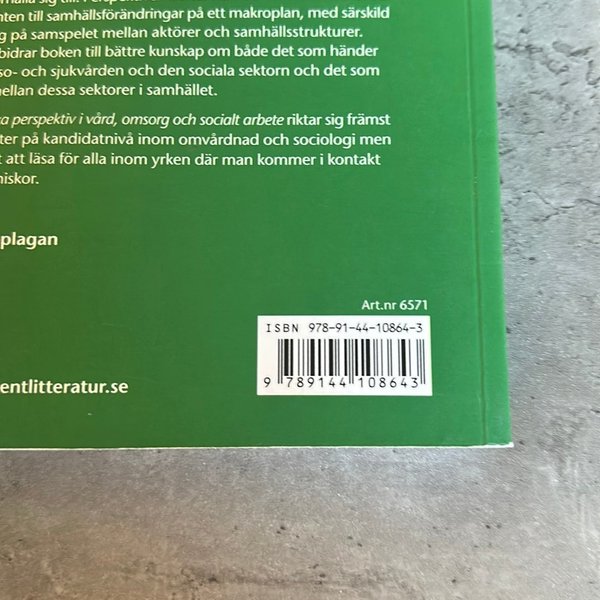 sig till.
nten till samhällsförändringar på ett makroplan, med särskild
g på samspelet mellan aktörer och samhällsstrukturer.
bidrar boken till bättre kunskap om både det som händer
so- och sjukvården och den sociala sektorn och det som
mellan dessa sektorer i samhället.
a perspektiv i vård, omsorg och socialt arbete riktar sig främst
ter på kandidatnivå inom omvårdnad och sociologi men
t att läsa för alla inom yrken där man kommer i kontakt
niskor.
plagan
Art.nr 6571
ISBN 978-91-44-10864-3
9 789144 108643
entlitteratur.se